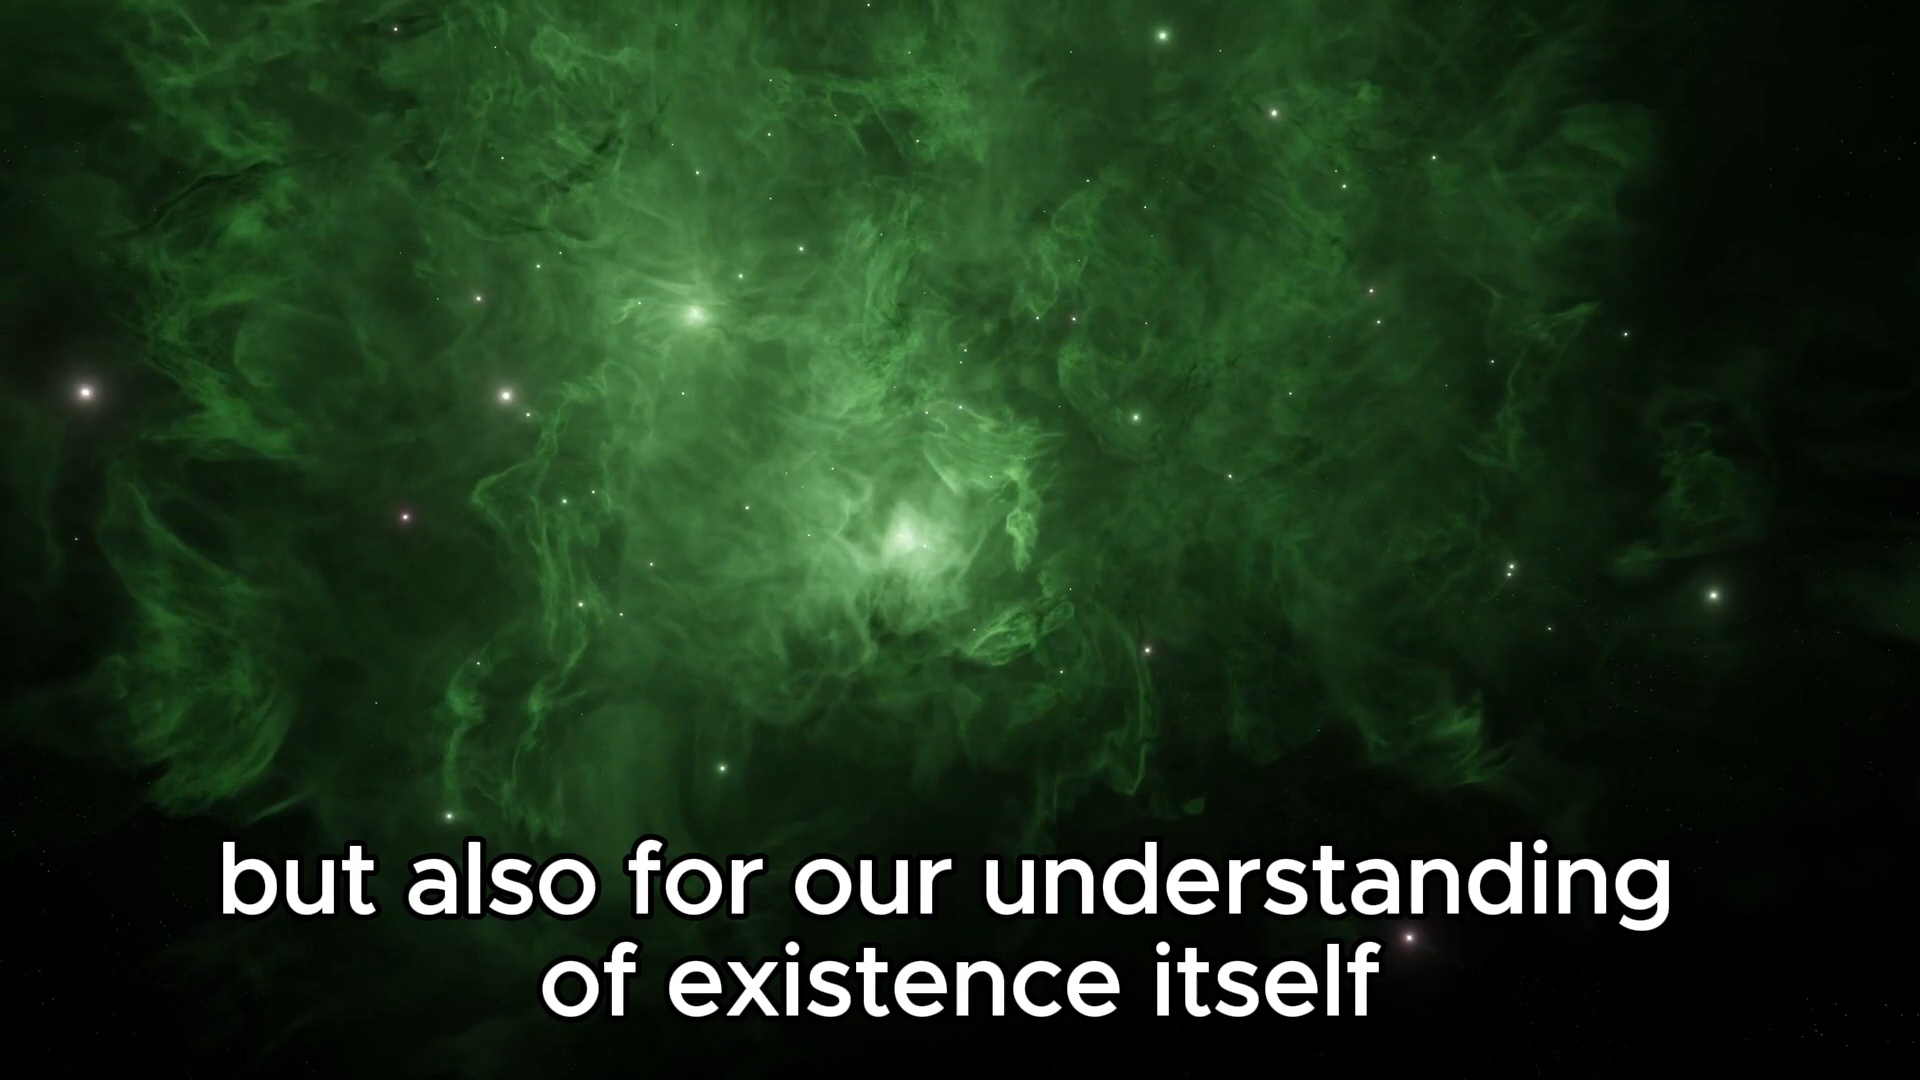 but also for our understanding
of existence itself